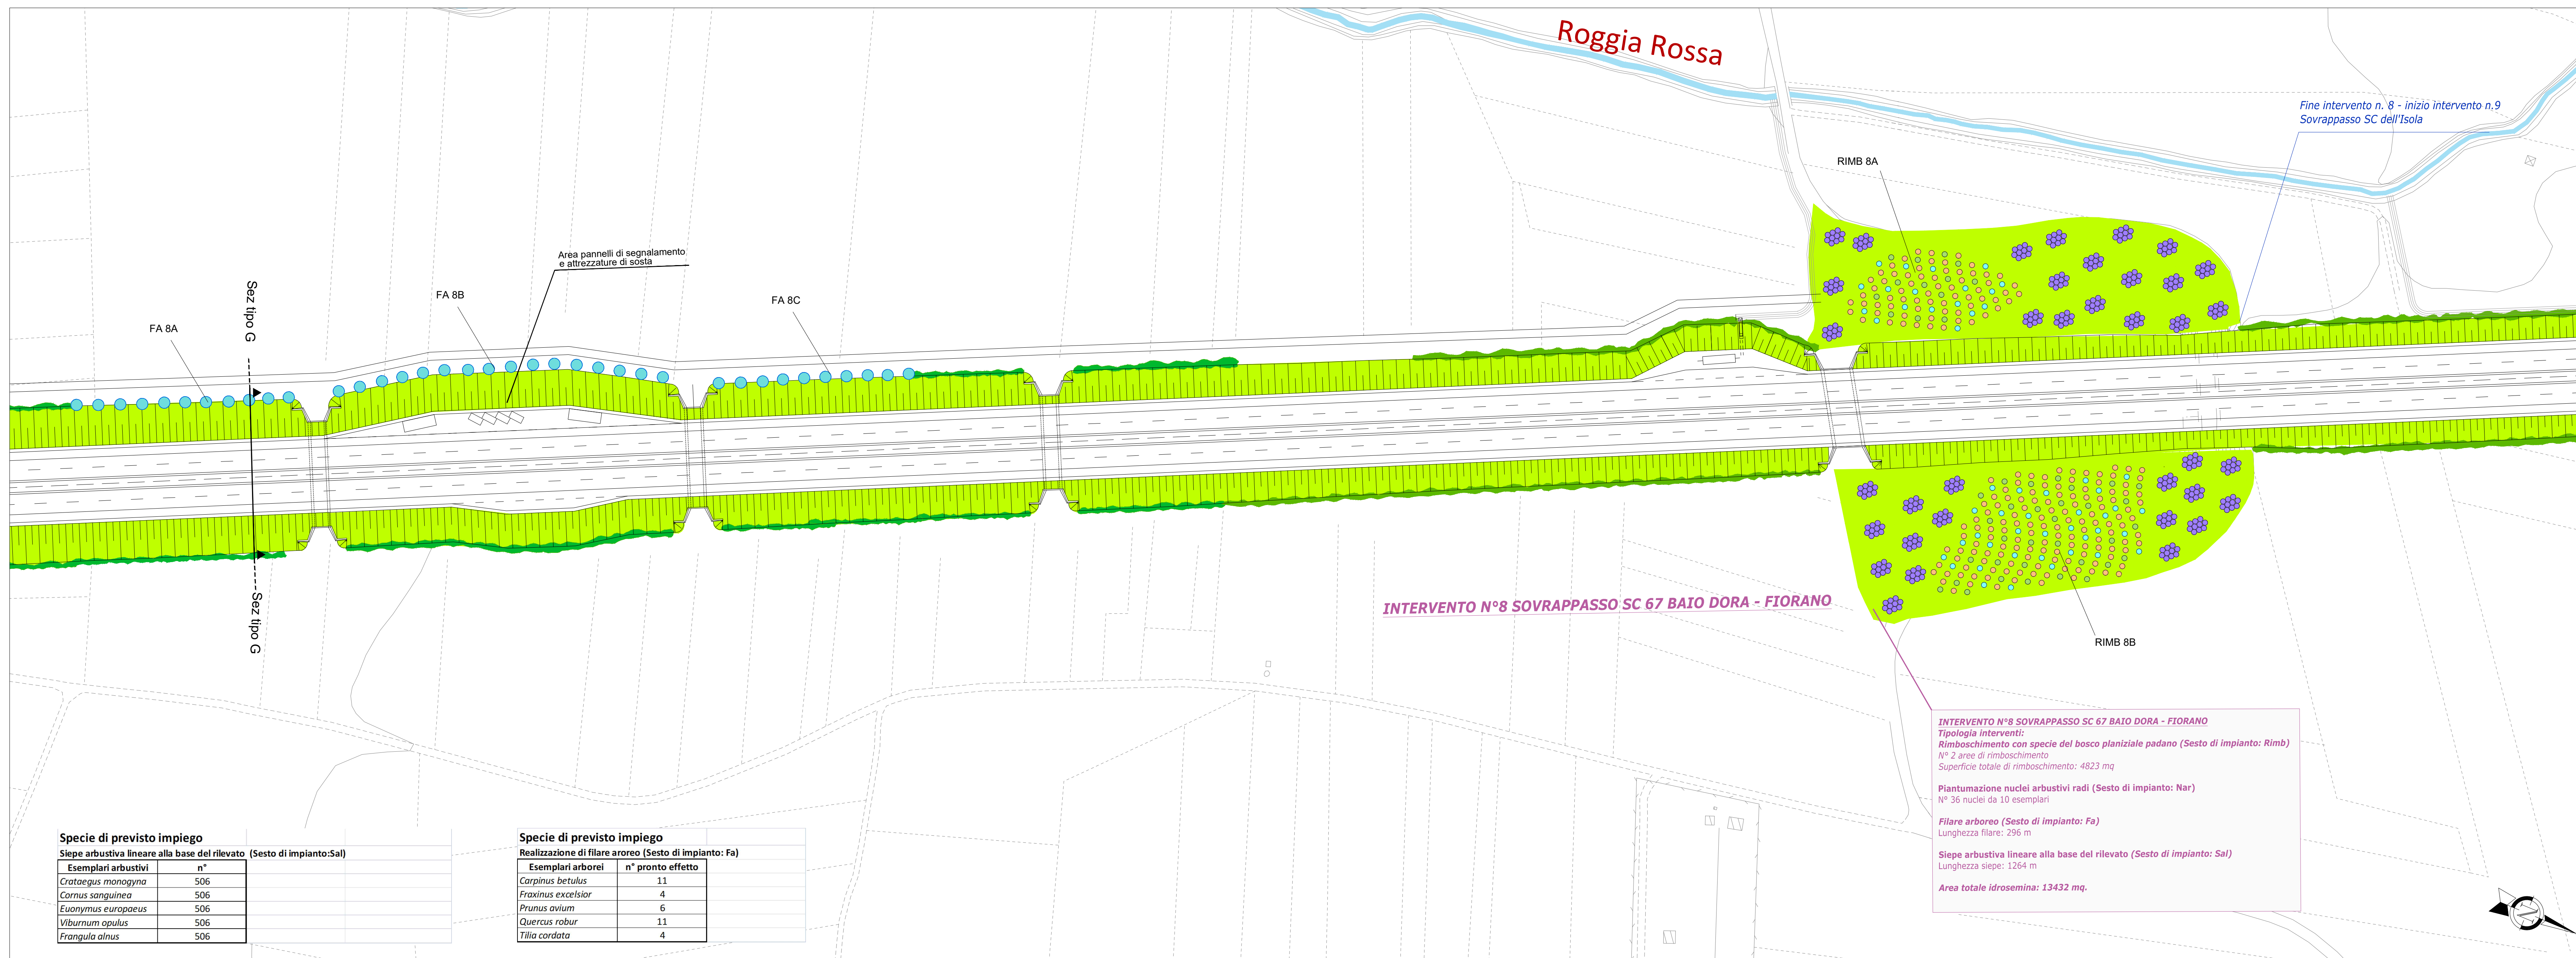 Roggia Rossa
Fine intervento n. 8 - inizio intervento n.9
Sovrappasso SC dell'Isola
RIMB 8A
Area pannelli di segnalamento
e attrezzature di sosta
Sez tipo G
FA 8A
FA 8B
FA 8C
Sez tipo G
INTERVENTO N°8 SOVRAPPASSO SC 67 BAIO DORA - FIORANO
RIMB 8B
INTERVENTO N°8 SOVRAPPASSO SC 67 BAIO DORA - FIORANO
Tipologia interventi:
Rimboschimento con specie del bosco planiziale padano (Sesto di impianto: Rimb)
N° 2 aree di rimboschimento
Superficie totale di rimboschimento: 4823 mq
Piantumazione nuclei arbustivi radi (Sesto di impianto: Nar)
N° 36 nuclei da 10 esemplari
Filare arboreo (Sesto di impianto: Fa)
Lunghezza filare: 296 m
Siepe arbustiva lineare alla base del rilevato (Sesto di impianto: Sal)
Lunghezza siepe: 1264 m
Area totale idrosemina: 13432 mq.
Specie di previsto impiego
Siepe arbustiva lineare alla base del rilevato (Sesto di impianto:Sal)
Esemplari arbustivi n°
Crataegus monogyna 506
Cornus sanguinea 506
Euonymus europaeus 506
Viburnum opulus 506
Frangula alnus 506
Specie di previsto impiego
Realizzazione di filare aroreo (Sesto di impianto: Fa)
Esemplari arborei n° pronto effetto
Carpinus betulus 11
Fraxinus excelsior 4
Prunus avium 6
Quercus robur 11
Tilia cordata 4
N